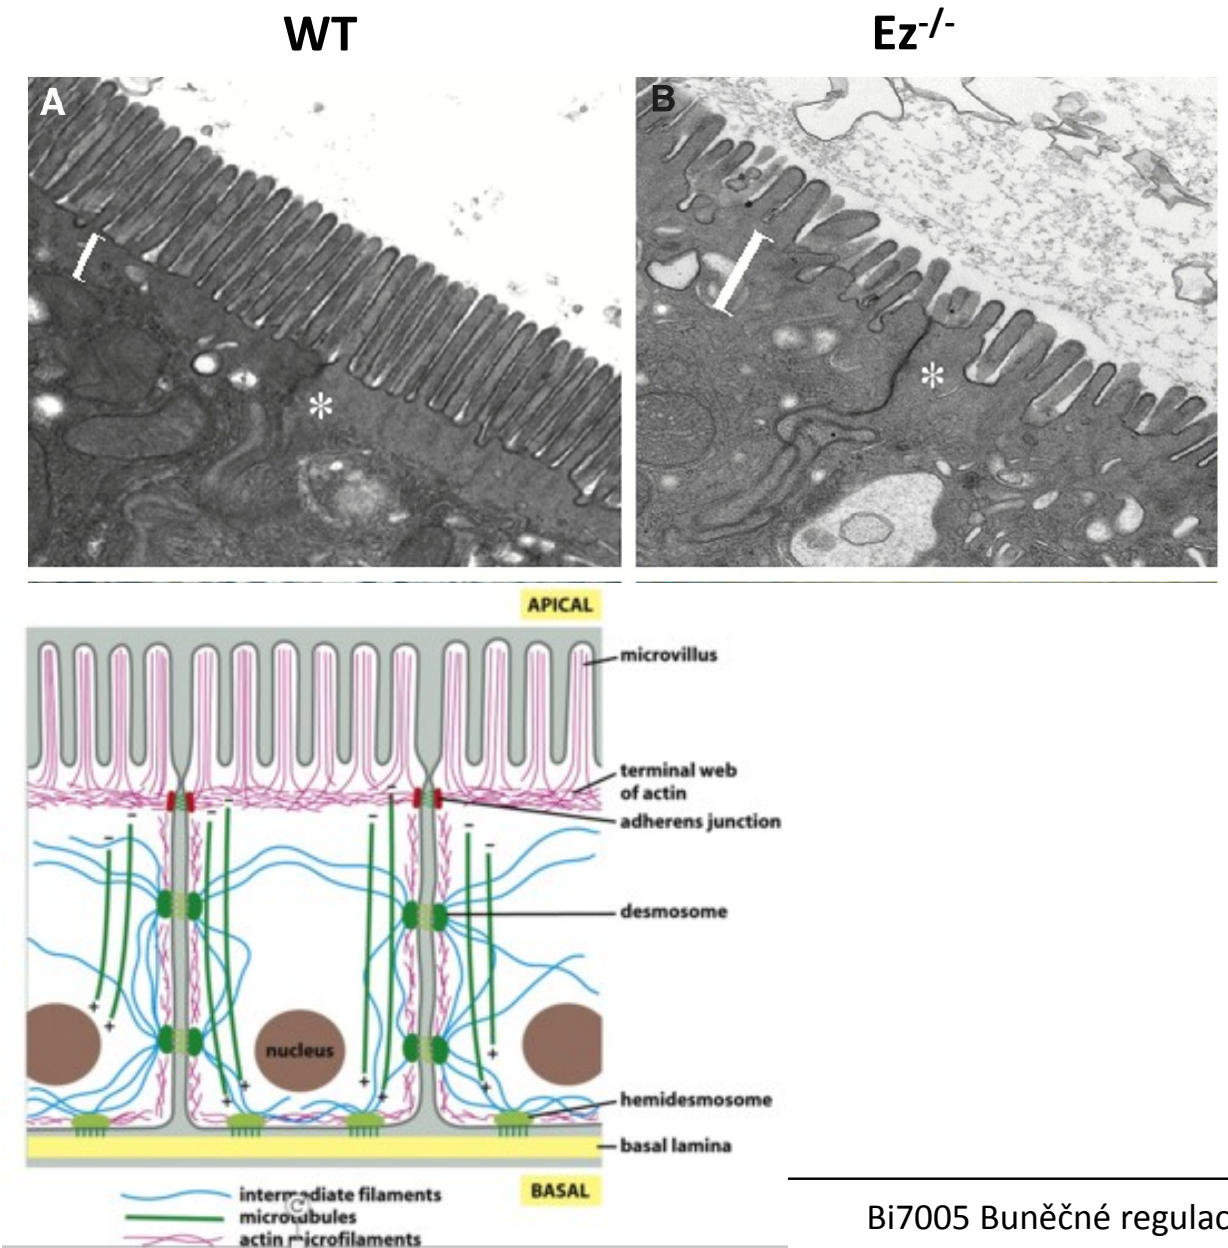 WT
Ez-/-
A
*
B
*
APICAL
microvillus
terminal web
of actin
adherens junction
desmosome
nucleus
hemidesmosome
basal lamina
BASAL
intermediate filaments
microtubules
actin microfilaments
Bi7005 Buněčné regulac